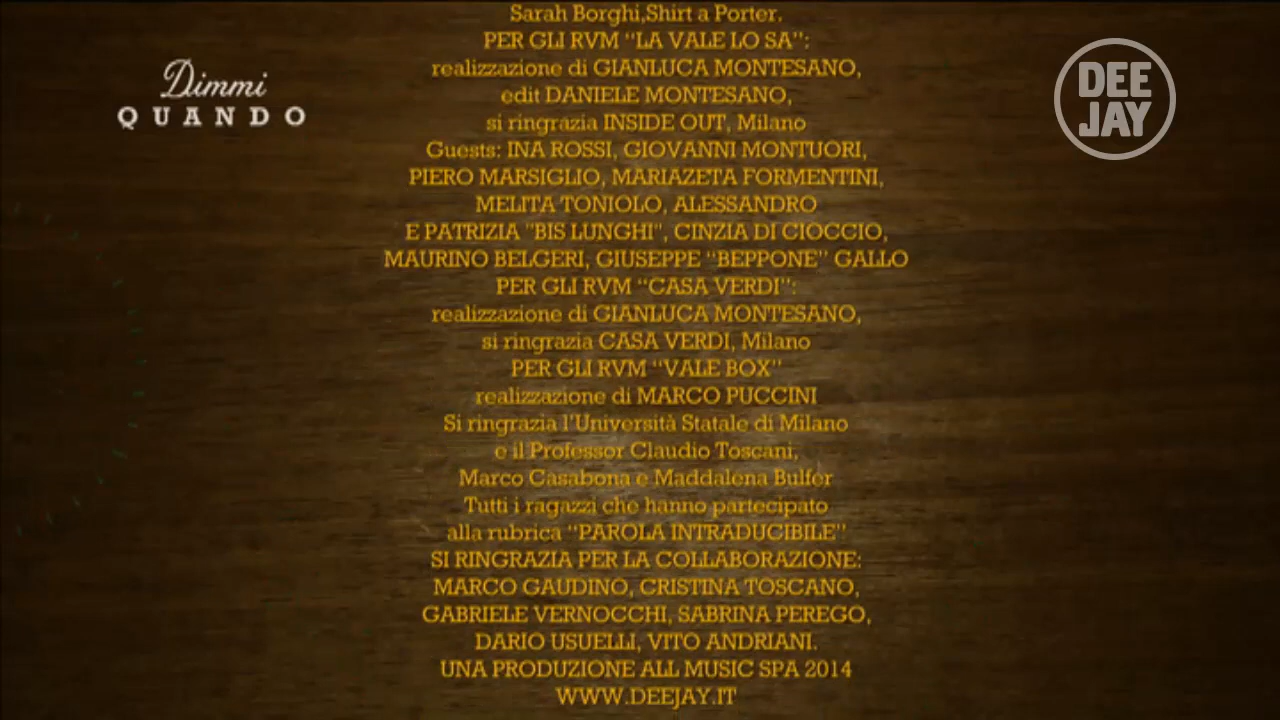 Dimmi
QUANDO
DEE
JAY
Sarah Borghi,Shirt a Porter.
PER GLI RVM “LA VALE LO SA”:
realizzazione di GIANLUCA MONTESANO,
edit DANIELE MONTESANO,
si ringrazia INSIDE OUT, Milano
Guests: INA ROSSI, GIOVANNI MONTUORI,
PIERO MARSIGLIO, MARIAZETA FORMENTINI,
MELITA TONIOLO, ALESSANDRO
E PATRIZIA "BIS LUNGHI", CINZIA DI CIOCCIO,
MAURINO BELGERI, GIUSEPPE “BEPPONE” GALLO
PER GLI RVM “CASA VERDI”:
realizzazione di GIANLUCA MONTESANO,
si ringrazia CASA VERDI, Milano
PER GLI RVM “VALE BOX”
realizzazione di MARCO PUCCINI
Si ringrazia l'Università Statale di Milano
e il Professor Claudio Toscani,
Marco Casabona e Maddalena Bulfer
Tutti i ragazzi che hanno partecipato
alla rubrica “PAROLA INTRADUCIBILE”
SI RINGRAZIA PER LA COLLABORAZIONE:
MARCO GAUDINO, CRISTINA TOSCANO,
GABRIELE VERNOCCHI, SABRINA PEREGO,
DARIO USUELLI, VITO ANDRIANI.
UNA PRODUZIONE ALL MUSIC SPA 2014
WWW.DEEJAY.IT